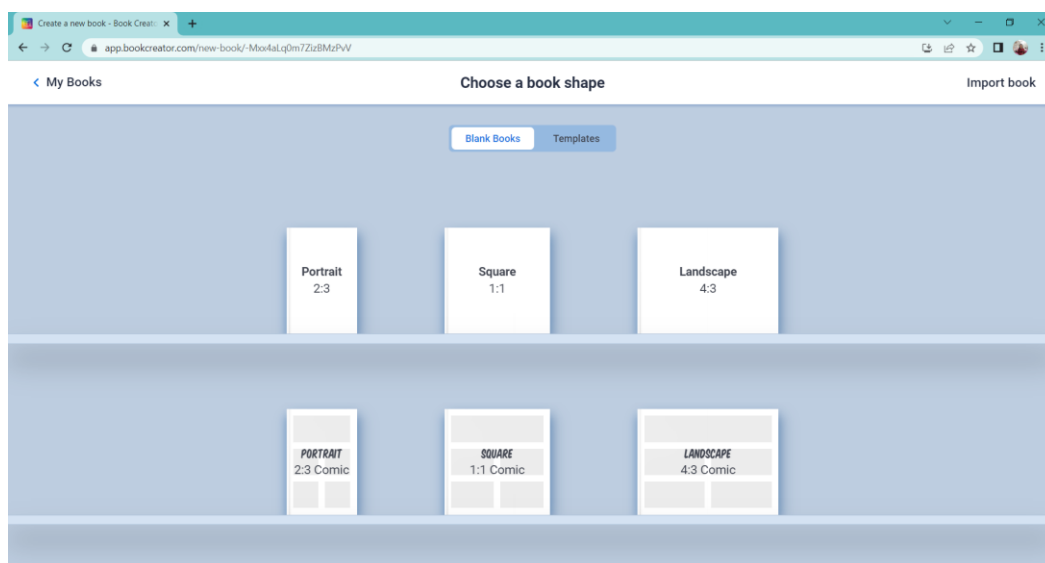 Create a new book - Book Creato
app.bookcreator.com/new-book/-Mxx4aLq0m7ZizBMzPvV
My Books
Choose a book shape
Import book
Blank Books
Templates
Portrait
2:3
Square
1:1
Landscape
4:3
PORTRAIT
2:3 Comic
SQUARE
1:1 Comic
LANDSCAPE
4:3 Comic